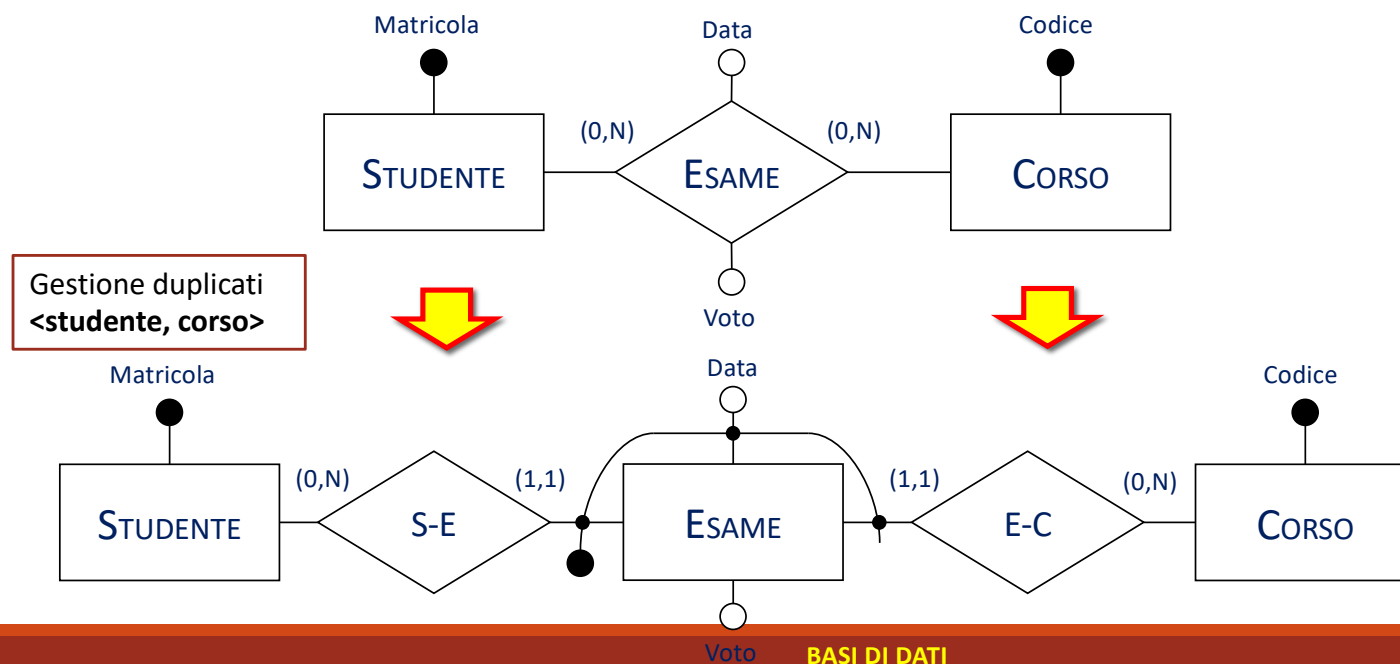 Matricola
Data
Codice
(0,N)
(0,N)
STUDENTE
ESAME
CORSO
Gestione duplicati
<studente, corso>
Voto
Matricola
Data
Codice
(0,N)
(1,1)
(1,1)
(0,N)
STUDENTE
S-E
ESAME
E-C
CORSO
Voto
BASI DI DATI